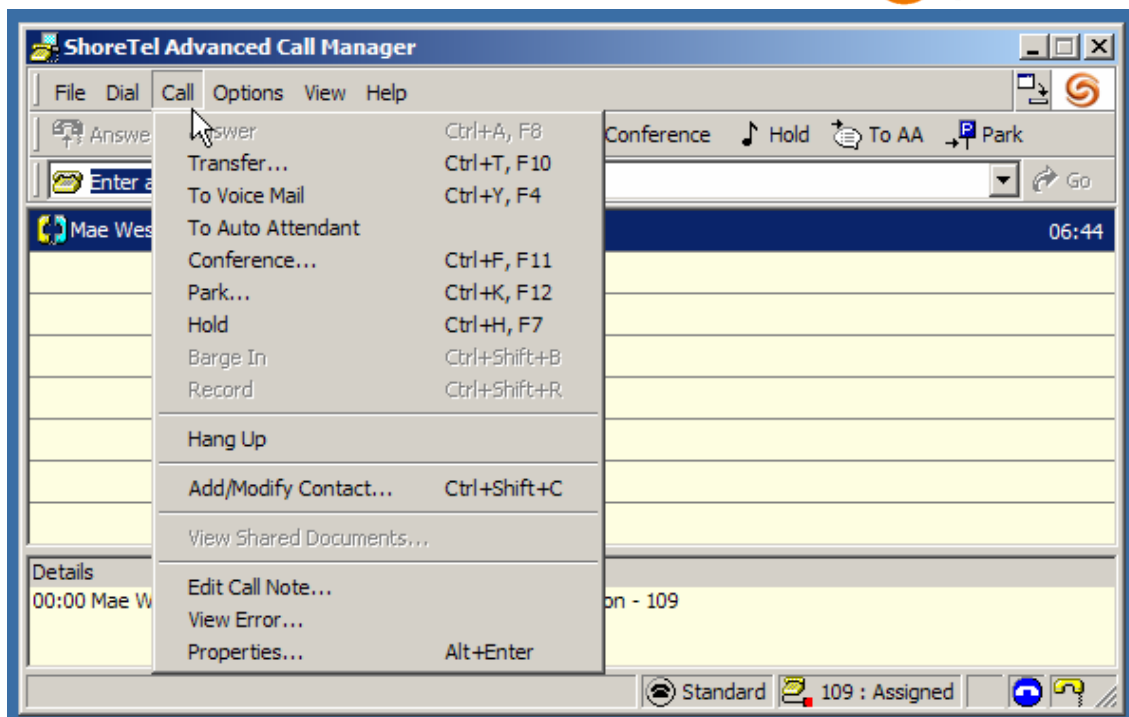 ShoreTel Advanced Call Manager
File Dial Call Options View Help
Conference Hold To AA Park
Enter Go
Mae 06:44
Answer Ctrl+A, F8
Transfer... Ctrl+T, F10
To Voice Mail Ctrl+Y, F4
To Auto Attendant
Conference... Ctrl+F, F11
Park... Ctrl+K, F12
Hold Ctrl+H, F7
Barge In Ctrl+Shift+B
Record Ctrl+Shift+R
Hang Up
Add/Modify Contact... Ctrl+Shift+C
View Shared Documents...
Edit Call Note...
View Error...
Properties... Alt+Enter
Details
00:00 Mae on - 109
Standard 109 : Assigned